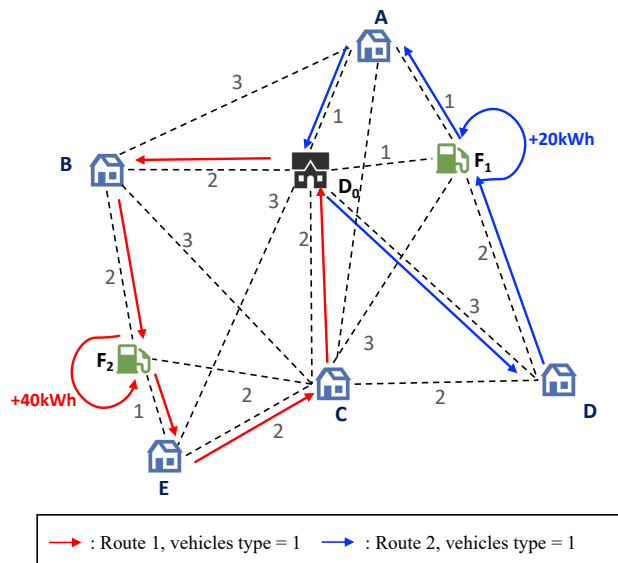 A
3
1
1
+20kWh
B
1
F₁
2
D₀
3
3
2
2
2
3
F₂
3
+40kWh
1
2
2
C
2
D
E
: Route 1, vehicles type = 1
: Route 2, vehicles type = 1